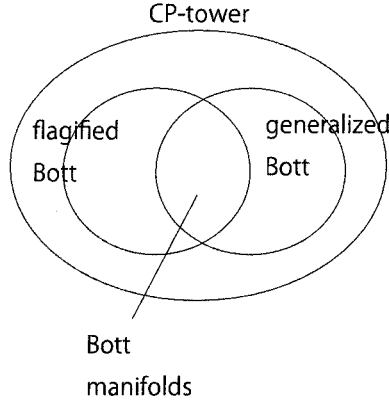 CP-tower
flagified
Bott
generalized
Bott
Bott
manifolds